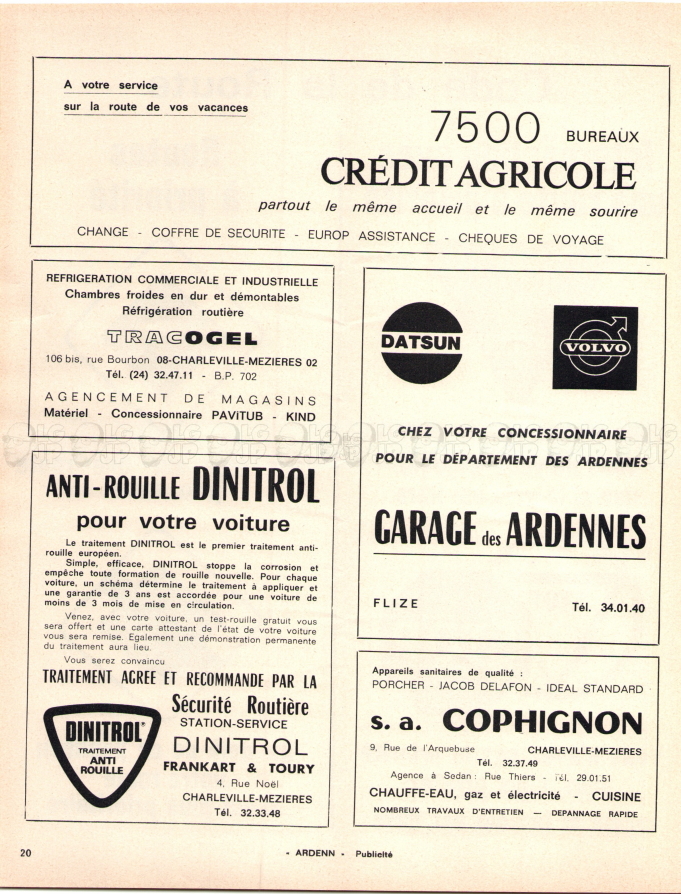 A votre service
sur la route de vos vacances
7500 BUREAUX
CRÉDIT AGRICOLE
partout le même accueil et le même sourire
CHANGE - COFFRE DE SECURITE - EUROP ASSISTANCE - CHEQUES DE VOYAGE
REFRIGERATION COMMERCIALE ET INDUSTRIELLE
Chambres froides en dur et démontables
Réfrigération routière
TRACOGEL
106 bis, rue Bourbon 08-CHARLEVILLE-MEZIERES 02
Tél. (24) 32.47.11 - B.P. 702
AGENCEMENT DE MAGASINS
Matériel - Concessionnaire PAViTUB - KIND
ANTI-ROUILLE DINITROL
pour votre voiture
Le traitement DINITROL est le premier traitement anti-
rouille européen.
Simple, efficace, DINITROL stoppe la corrosion et
empêche toute formation de rouille nouvelle. Pour chaque
voiture, un schéma détermine le traitement à appliquer et
une garantie de 3 ans est accordée pour une voiture de
moins de 3 mois de mise en circulation.
Venez, avec votre voiture, un test-rouille gratuit vous
sera offert et une carte attestant de l'état de votre voiture
vous sera remise. Egalement une démonstration permanente
du traitement aura lieu.
Vous serez convaincu
TRAITEMENT AGREE ET RECOMMANDE PAR LA
Sécurité Routière
STATION-SERVICE
DINITROL
FRANKART & TOURY
4, Rue Noël
CHARLEVILLE-MEZIERES
Tél. 32.33.48
DINITROL®
TRAITEMENT
ANTI
ROUILLE
DATSUN
VOLVO
CHEZ VOTRE CONCESSIONNAIRE
POUR LE DÉPARTEMENT DES ARDENNES
GARAGE des ARDENNES
FLIZE Tél. 34.01.40
Appareils sanitaires de qualité :
PORCHER - JACOB DELAFON - IDEAL STANDARD
s. a. COPHIGNON
9, Rue de l'Arquebuse CHARLEVILLE-MEZIERES
Tél. 32.37.49
Agence à Sedan : Rue Thiers - Tél. 29.01.51
CHAUFFE-EAU, gaz et électricité - CUISINE
NOMBREUX TRAVAUX D'ENTRETIEN — DEPANNAGE RAPIDE
20 - ARDENN - Publicité